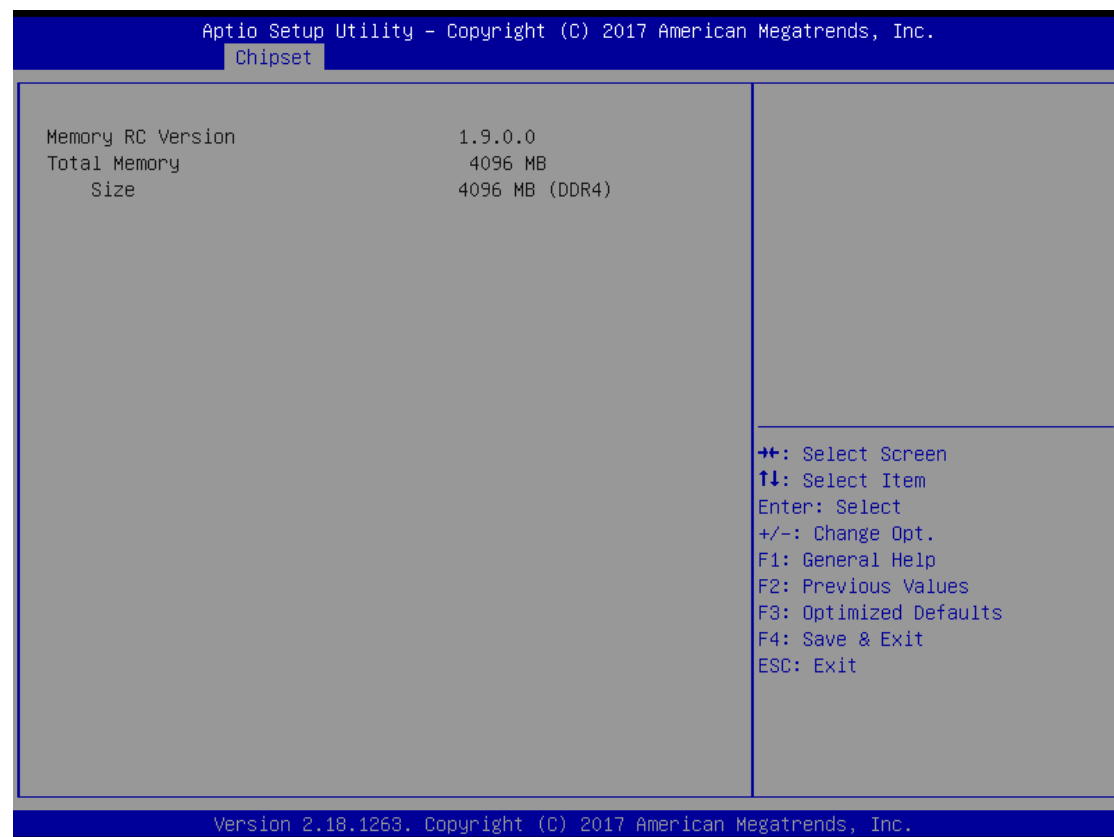 Aptio Setup Utility – Copyright (C) 2017 American Megatrends, Inc.
Chipset
Memory RC Version 1.9.0.0
Total Memory 4096 MB
Size 4096 MB (DDR4)
→←: Select Screen
↑↓: Select Item
Enter: Select
+/-: Change Opt.
F1: General Help
F2: Previous Values
F3: Optimized Defaults
F4: Save & Exit
ESC: Exit
Version 2.18.1263. Copyright (C) 2017 American Megatrends, Inc.